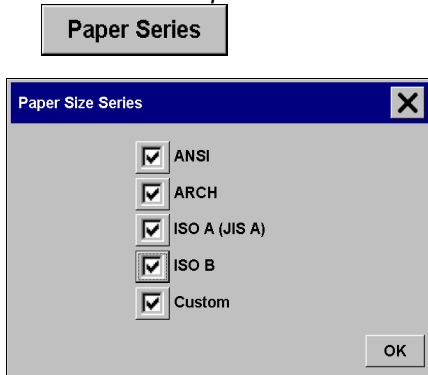 Paper Series
Paper Size Series
ANSI
ARCH
ISO A (JIS A)
ISO B
Custom
OK